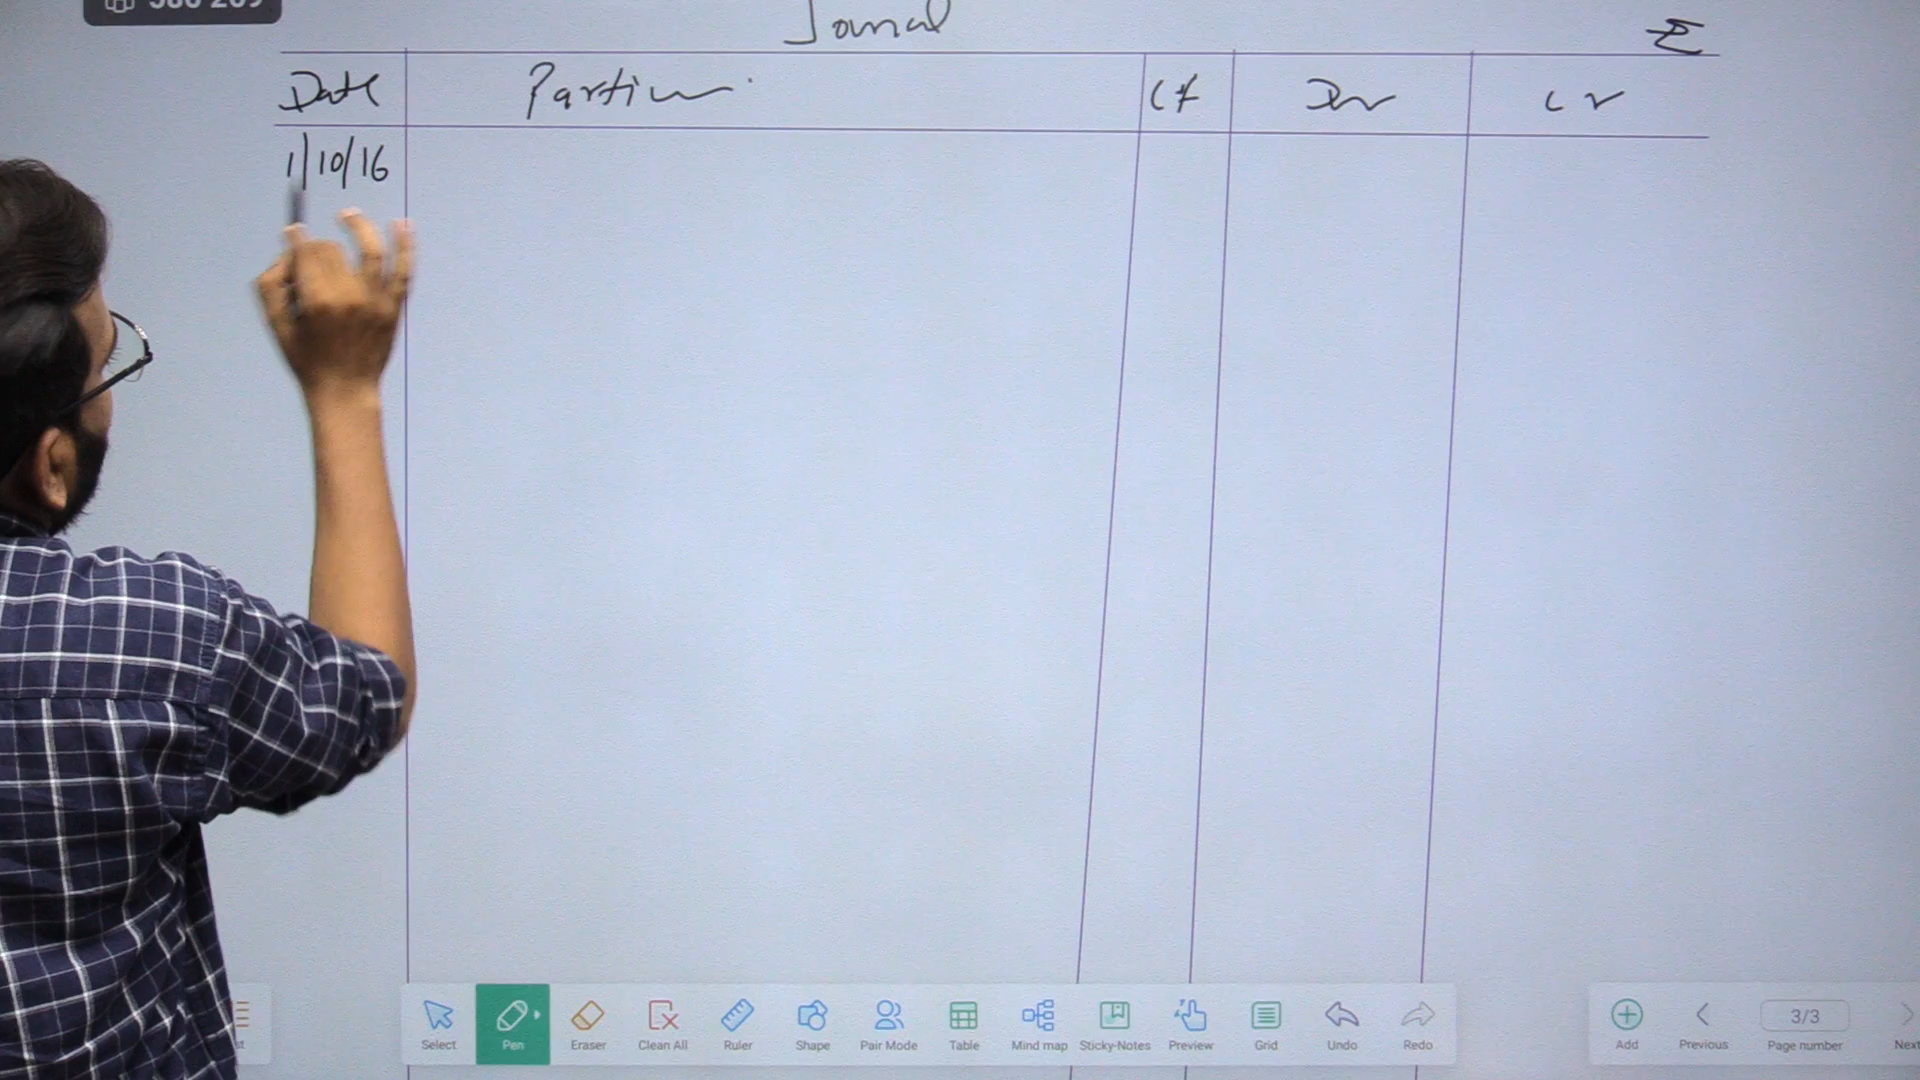 Journal
Date Particu Lf Dr Cr
1/10/16
Select Pen Eraser Clean All Ruler Shape Pair Mode Table Mind map Sticky-Notes Preview Grid Undo Redo Add Previous 3/3 Page number Next